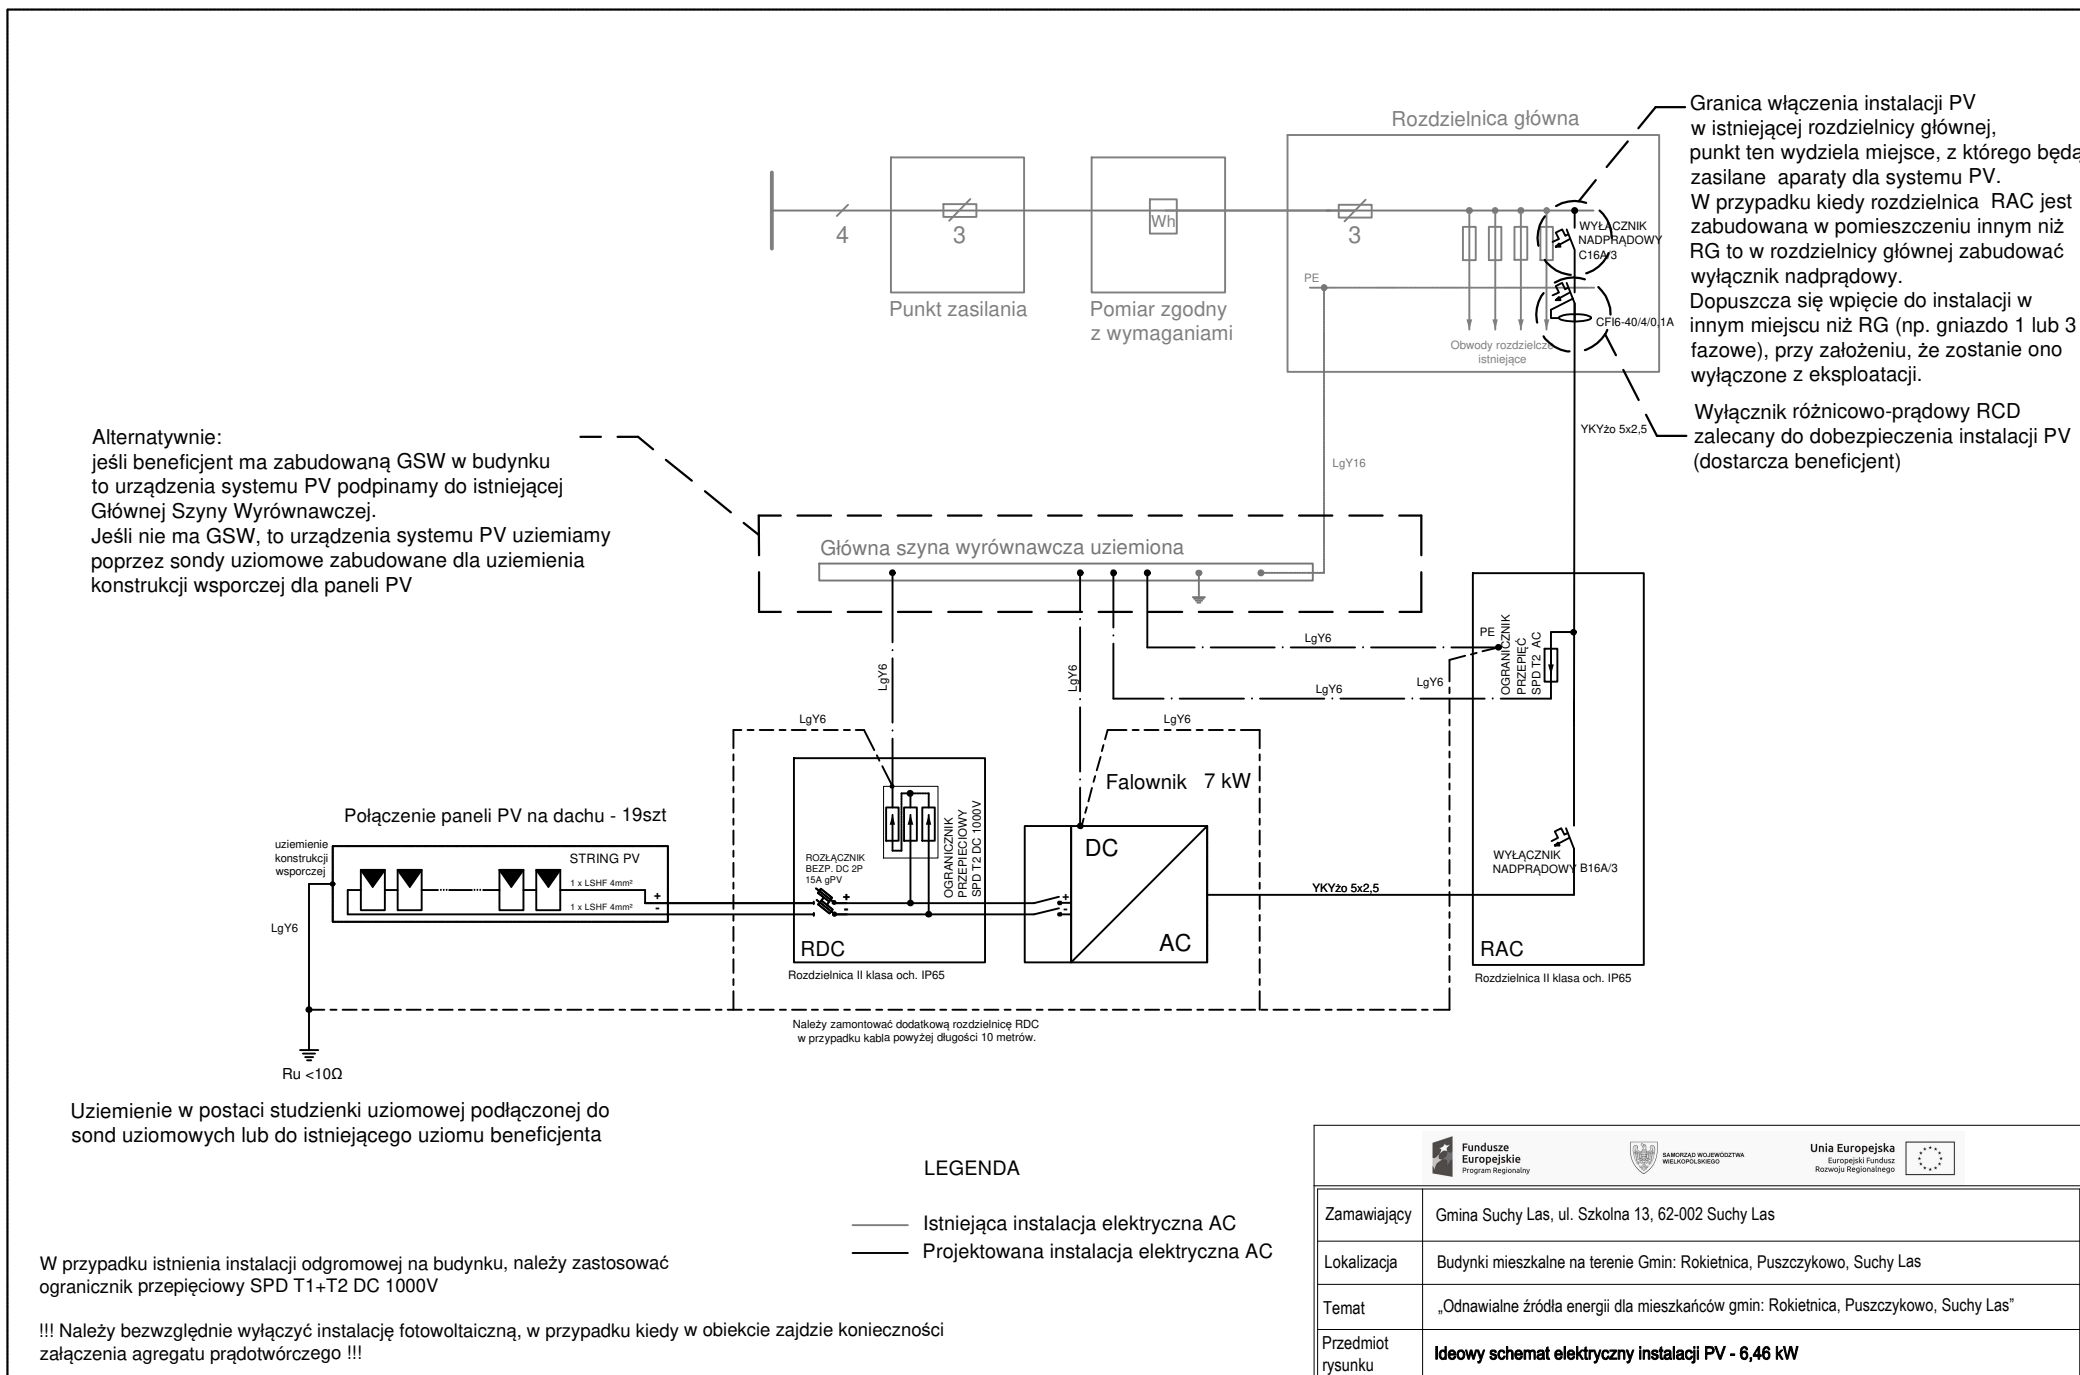 Rozdzielnica główna
Granica włączenia instalacji PV
w istniejącej rozdzielnicy głównej,
punkt ten wydziela miejsce, z którego będą
zasilane aparaty dla systemu PV.
W przypadku kiedy rozdzielnica RAC jest
zabudowana w pomieszczeniu innym niż
RG to w rozdzielnicy głównej zabudować
wyłącznik nadprądowy.
Dopuszcza się wpięcie do instalacji w
innym miejscu niż RG (np. gniazdo 1 lub 3
fazowe), przy założeniu, że zostanie ono
wyłączone z eksploatacji.
Wyłącznik różnicowo-prądowy RCD
zalecany do dobezpieczenia instalacji PV
(dostarcza beneficjent)
4
3
Wh
3
WYŁĄCZNIK
NADPRĄDOWY
C16A/3
PE
CFI6-40/4/0,1A
Punkt zasilania
Pomiar zgodny
z wymaganiami
Obwody rozdzielcze
istniejące
YKYżo 5x2,5
LgY16
Alternatywnie:
jeśli beneficjent ma zabudowaną GSW w budynku
to urządzenia systemu PV podpinamy do istniejącej
Głównej Szyny Wyrównawczej.
Jeśli nie ma GSW, to urządzenia systemu PV uziemiamy
poprzez sondy uziomowe zabudowane dla uziemienia
konstrukcji wsporczej dla paneli PV
Główna szyna wyrównawcza uziemiona
LgY6
LgY6
LgY6
LgY6
LgY6
PE
OGRANICZNIK
PRZEPIĘĆ
SPD T2 AC
LgY6
LgY6
Falownik 7 kW
Połączenie paneli PV na dachu - 19szt
uziemienie
konstrukcji
wsporczej
STRING PV
1 x LSHF 4mm²
+
1 x LSHF 4mm²
-
LgY6
ROZŁĄCZNIK
BEZP. DC 2P
15A gPV
+
-
OGRANICZNIK
PRZEPIECIOWY
SPD T2 DC 1000V
RDC
Rozdzielnica II klasa och. IP65
+
-
DC
AC
YKYżo 5x2,5
WYŁĄCZNIK
NADPRĄDOWY B16A/3
RAC
Rozdzielnica II klasa och. IP65
Należy zamontować dodatkową rozdzielnicę RDC
w przypadku kabla powyżej długości 10 metrów.
Ru <10Ω
Uziemienie w postaci studzienki uziomowej podłączonej do
sond uziomowych lub do istniejącego uziomu beneficjenta
LEGENDA
Istniejąca instalacja elektryczna AC
Projektowana instalacja elektryczna AC
W przypadku istnienia instalacji odgromowej na budynku, należy zastosować
ogranicznik przepięciowy SPD T1+T2 DC 1000V
!!! Należy bezwzględnie wyłączyć instalację fotowoltaiczną, w przypadku kiedy w obiekcie zajdzie konieczności
załączenia agregatu prądotwórczego !!!
Fundusze
Europejskie
Program Regionalny
SAMORZĄD WOJEWÓDZTWA
WIELKOPOLSKIEGO
Unia Europejska
Europejski Fundusz
Rozwoju Regionalnego
Zamawiający
Gmina Suchy Las, ul. Szkolna 13, 62-002 Suchy Las
Lokalizacja
Budynki mieszkalne na terenie Gmin: Rokietnica, Puszczykowo, Suchy Las
Temat
„Odnawialne źródła energii dla mieszkańców gmin: Rokietnica, Puszczykowo, Suchy Las”
Przedmiot
rysunku
Ideowy schemat elektryczny instalacji PV - 6,46 kW